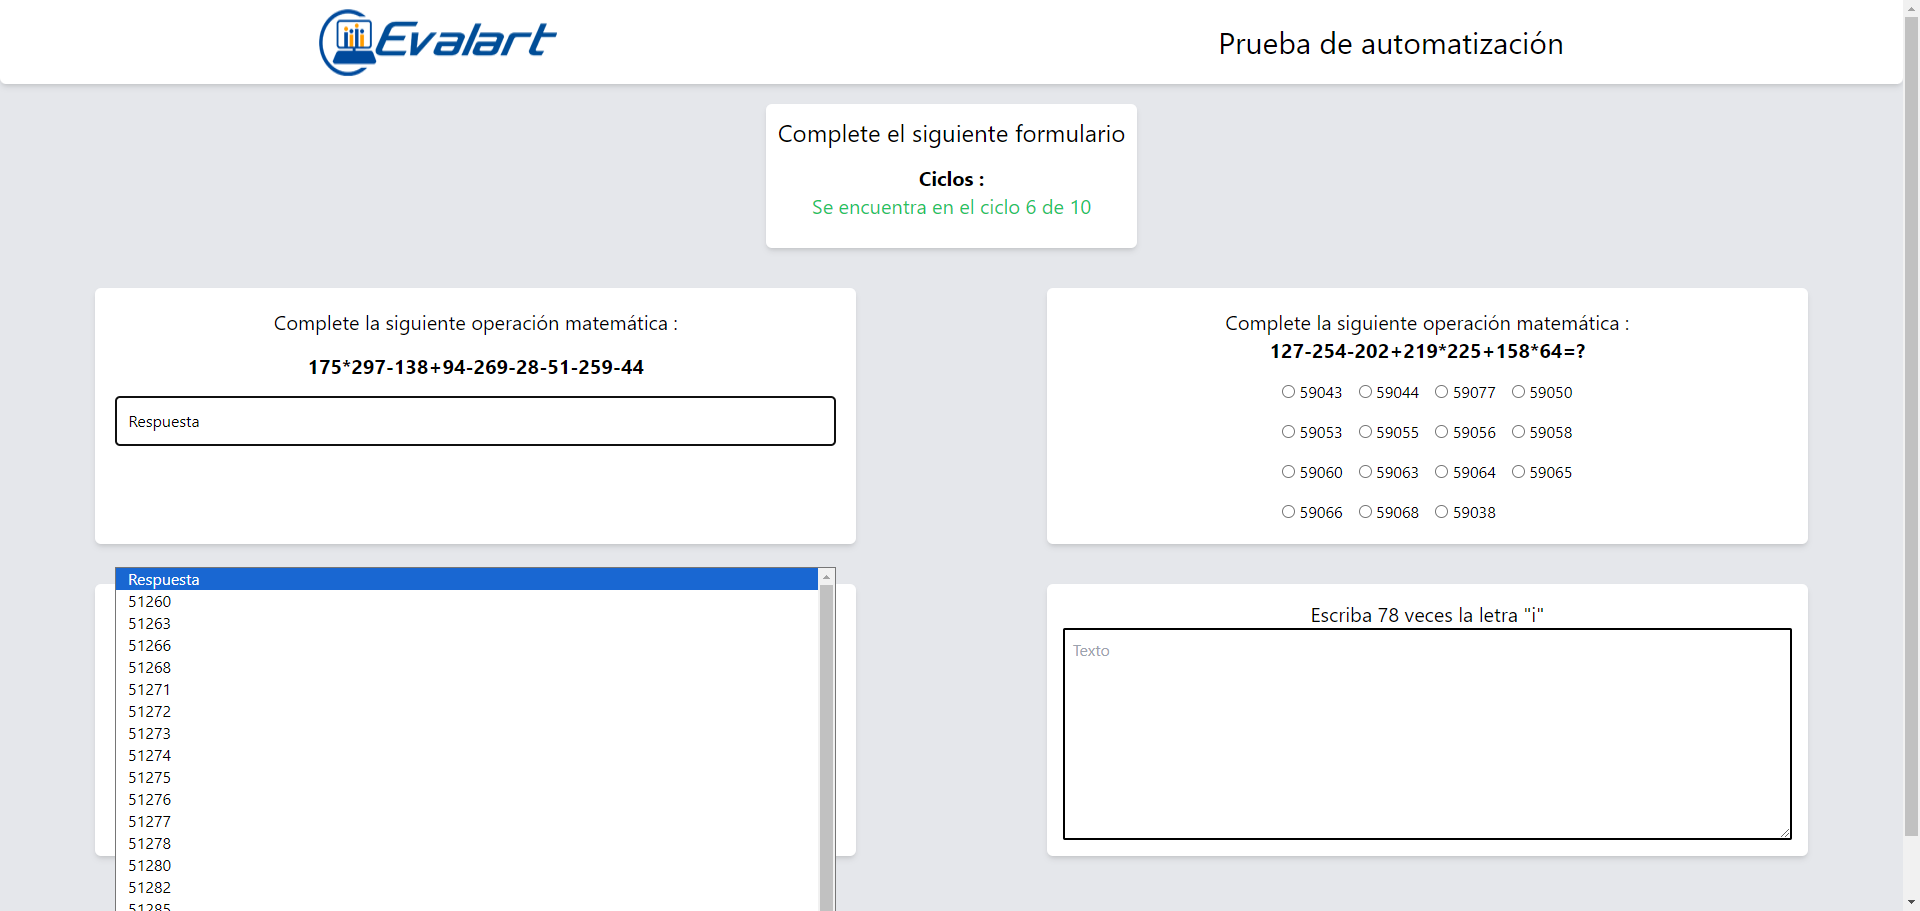 Evalart
Prueba de automatización
Complete el siguiente formulario
Ciclos :
Se encuentra en el ciclo 6 de 10
Complete la siguiente operación matemática :
175*297-138+94-269-28-51-259-44
Respuesta
Complete la siguiente operación matemática :
127-254-202+219*225+158*64=?
59043 59044 59077 59050
59053 59055 59056 59058
59060 59063 59064 59065
59066 59068 59038
Respuesta
51260
51263
51266
51268
51271
51272
51273
51274
51275
51276
51277
51278
51280
51282
51285
Escriba 78 veces la letra "i"
Texto